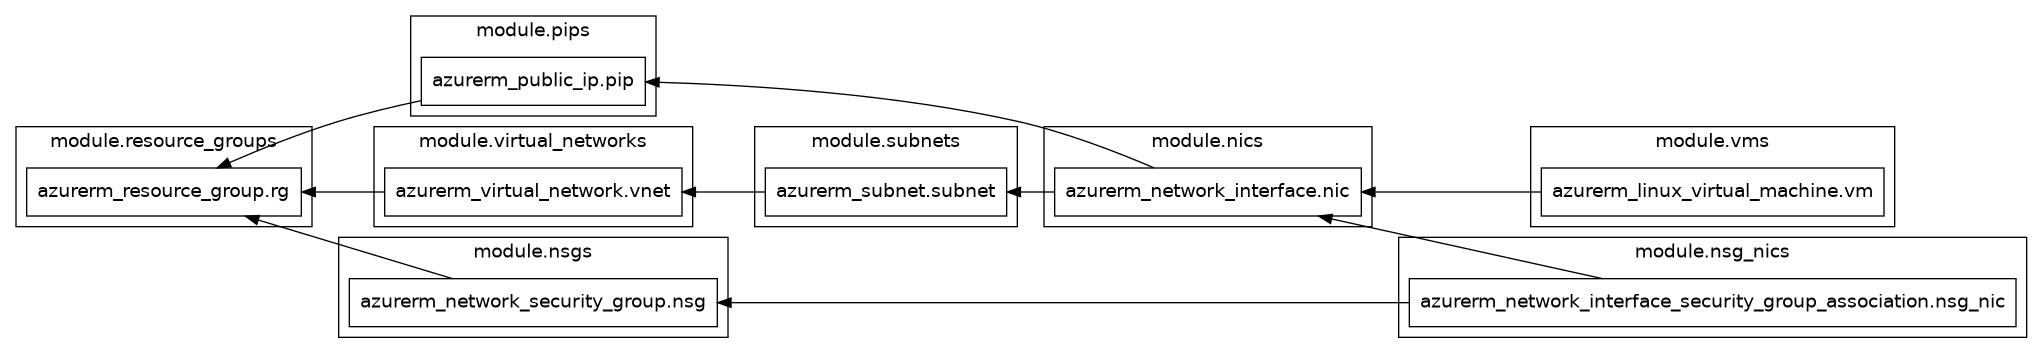 module.pips
azurerm_public_ip.pip
module.resource_groups
azurerm_resource_group.rg
module.virtual_networks
azurerm_virtual_network.vnet
module.subnets
azurerm_subnet.subnet
module.nics
azurerm_network_interface.nic
module.vms
azurerm_linux_virtual_machine.vm
module.nsgs
azurerm_network_security_group.nsg
module.nsg_nics
azurerm_network_interface_security_group_association.nsg_nic